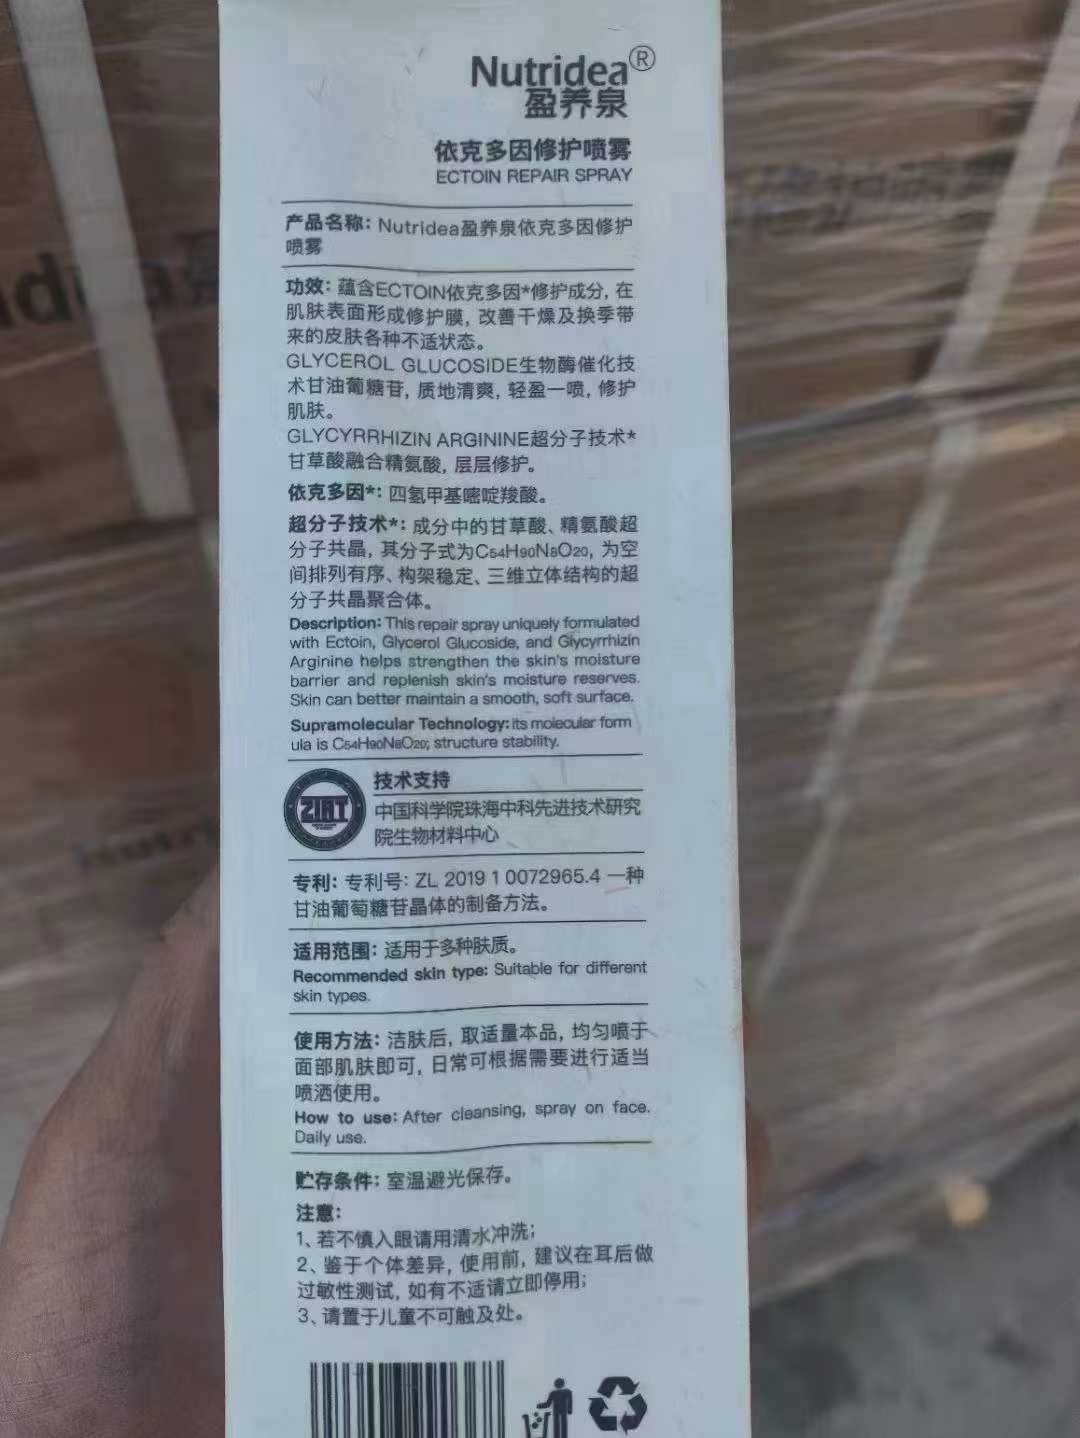 Nutridea®
盈养泉
依克多因修护喷雾
ECTOIN REPAIR SPRAY
产品名称：Nutridea盈养泉依克多因修护
喷雾
功效：蕴含ECTOIN依克多因*修护成分，在
肌肤表面形成修护膜，改善干燥及换季带
来的皮肤各种不适状态。
GLYCEROL GLUCOSIDE生物酶催化技
术甘油葡糖苷，质地清爽，轻盈一喷，修护
肌肤。
GLYCYRRHIZIN ARGININE超分子技术*
甘草酸融合精氨酸，层层修护。
依克多因*：四氢甲基嘧啶羧酸。
超分子技术*：成分中的甘草酸、精氨酸超
分子共晶，其分子式为C54H90N8O20，为空
间排列有序、构架稳定、三维立体结构的超
分子共晶聚合体。
Description: This repair spray uniquely formulated
with Ectoin, Glycerol Glucoside, and Glycyrrhizin
Arginine helps strengthen the skin's moisture
barrier and replenish skin's moisture reserves.
Skin can better maintain a smooth, soft surface.
Supramolecular Technology: its molecular form
ula is C54H90N8O20; structure stability.
ZIAT
技术支持
中国科学院珠海中科先进技术研究
院生物材料中心
专利：专利号：ZL 2019 1 0072965.4 一种
甘油葡萄糖苷晶体的制备方法。
适用范围：适用于多种肤质。
Recommended skin type: Suitable for different
skin types.
使用方法：洁肤后，取适量本品，均匀喷于
面部肌肤即可，日常可根据需要进行适当
喷洒使用。
How to use: After cleansing, spray on face.
Daily use.
贮存条件：室温避光保存。
注意：
1、若不慎入眼请用清水冲洗；
2、鉴于个体差异，使用前，建议在耳后做
过敏性测试，如有不适请立即停用；
3、请置于儿童不可触及处。